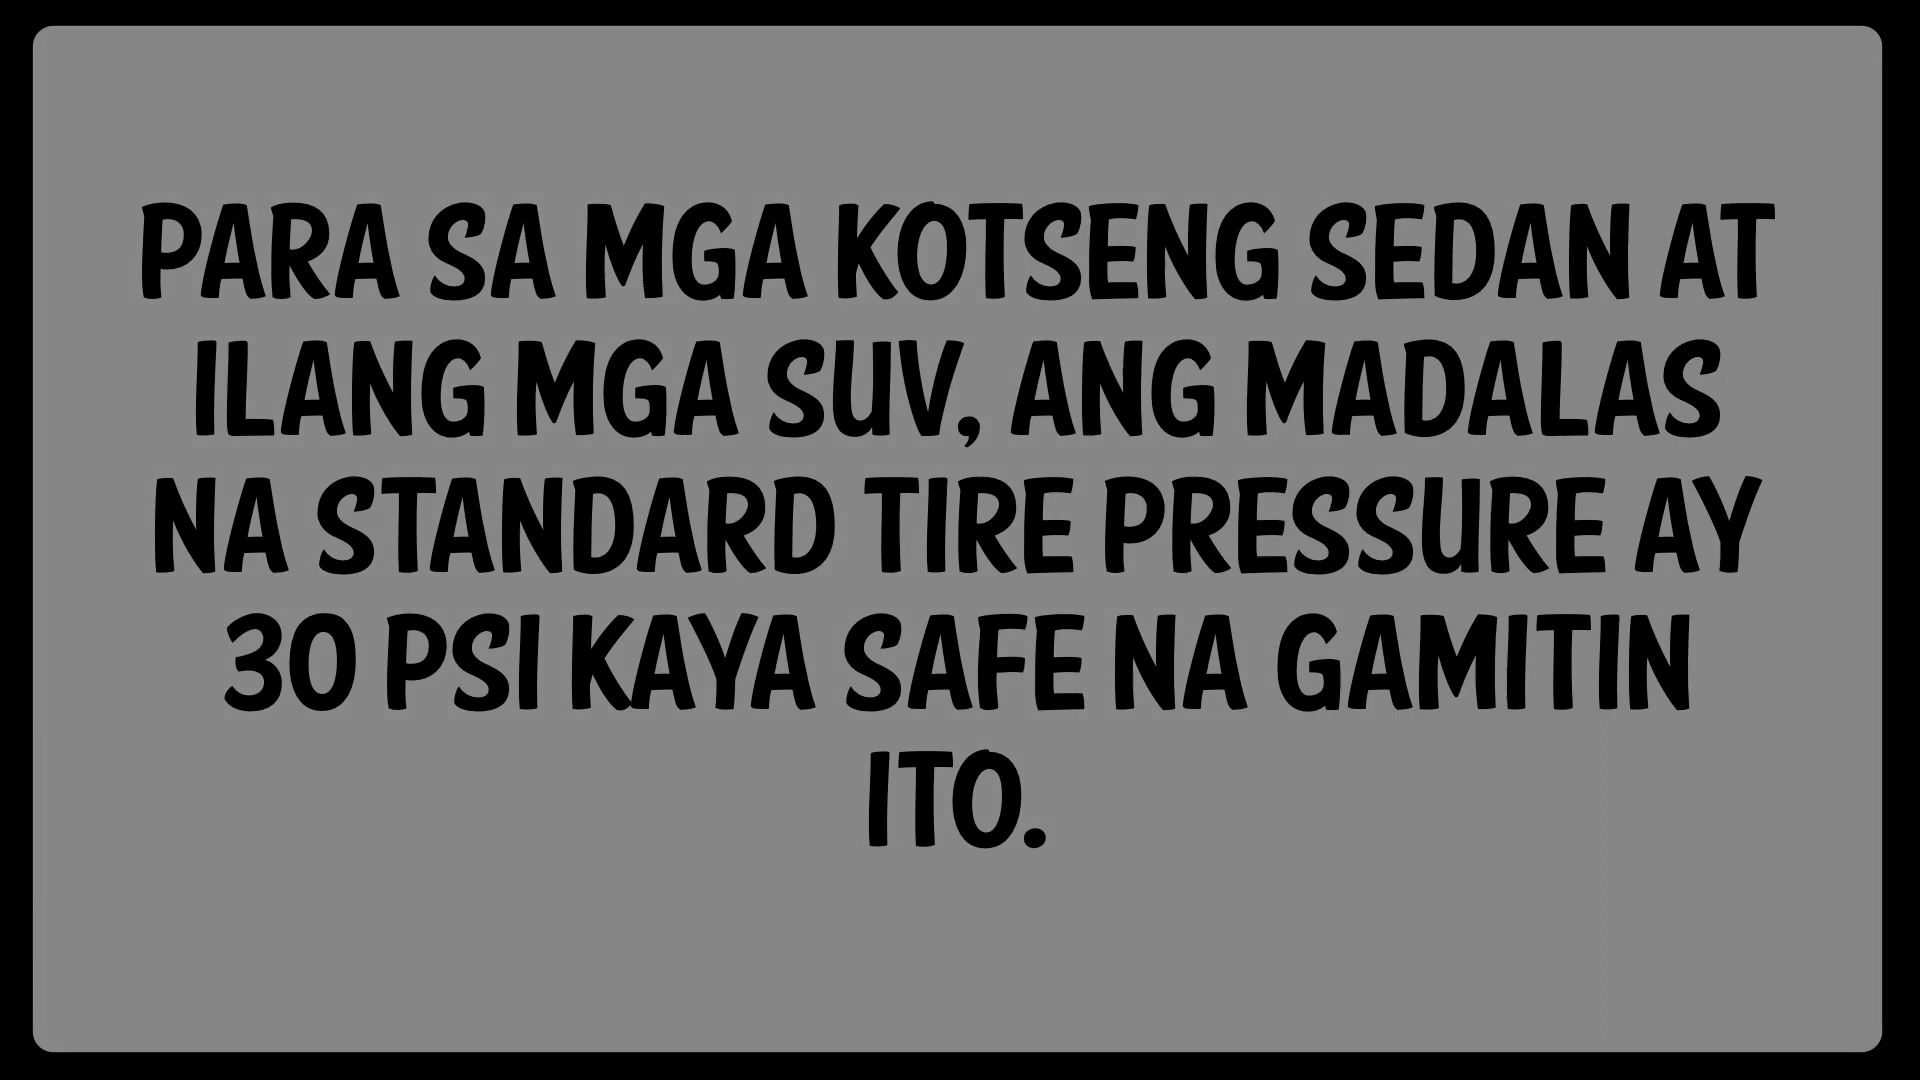 PARA SA MGA KOTSENG SEDAN AT
ILANG MGA SUV, ANG MADALAS
NA STANDARD TIRE PRESSURE AY
30 PSI KAYA SAFE NA GAMITIN
ITO.